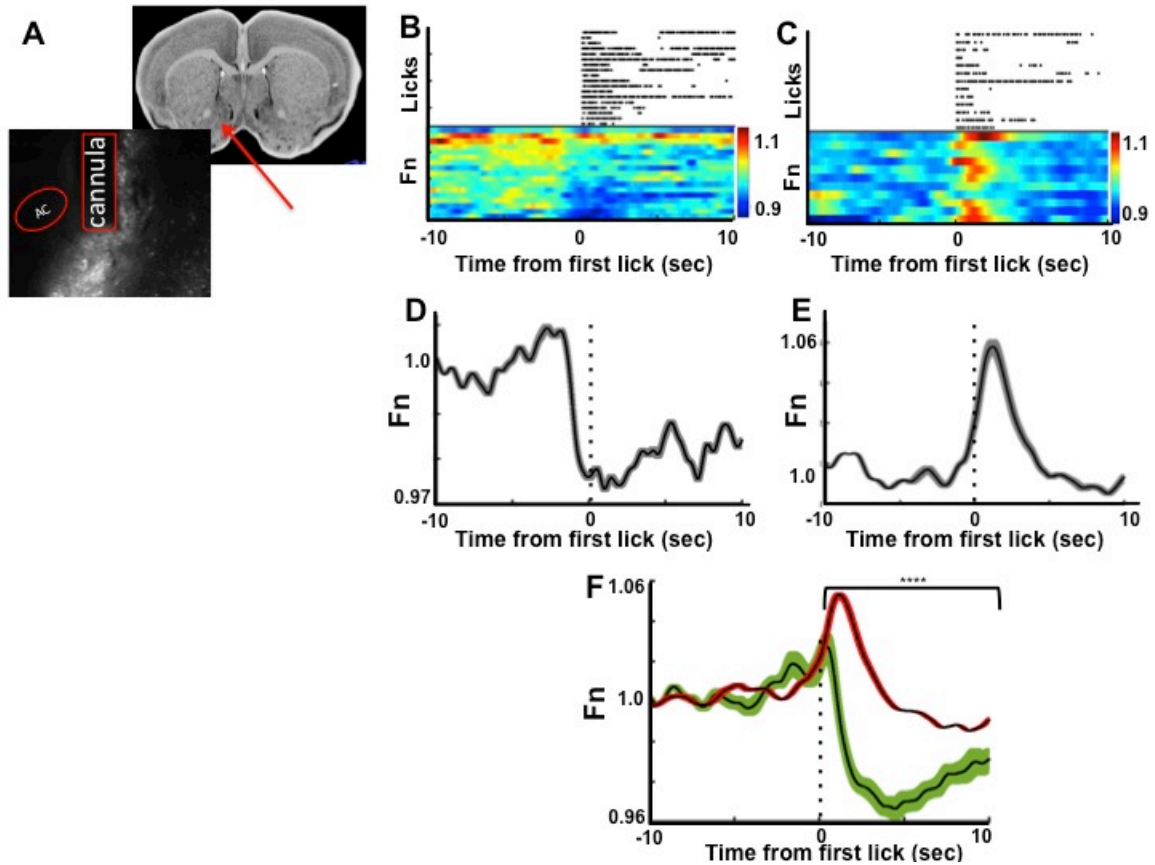 A
AC
cannula
B
Licks
Fn
1.1
0.9
-10
0
10
Time from first lick (sec)
C
Licks
Fn
1.1
0.9
-10
0
10
Time from first lick (sec)
D
1.0
Fn
0.97
-10
0
10
Time from first lick (sec)
E
1.06
Fn
1.0
-10
0
10
Time from first lick (sec)
F
1.06
****
Fn
1.0
0.96
-10
0
10
Time from first lick (sec)